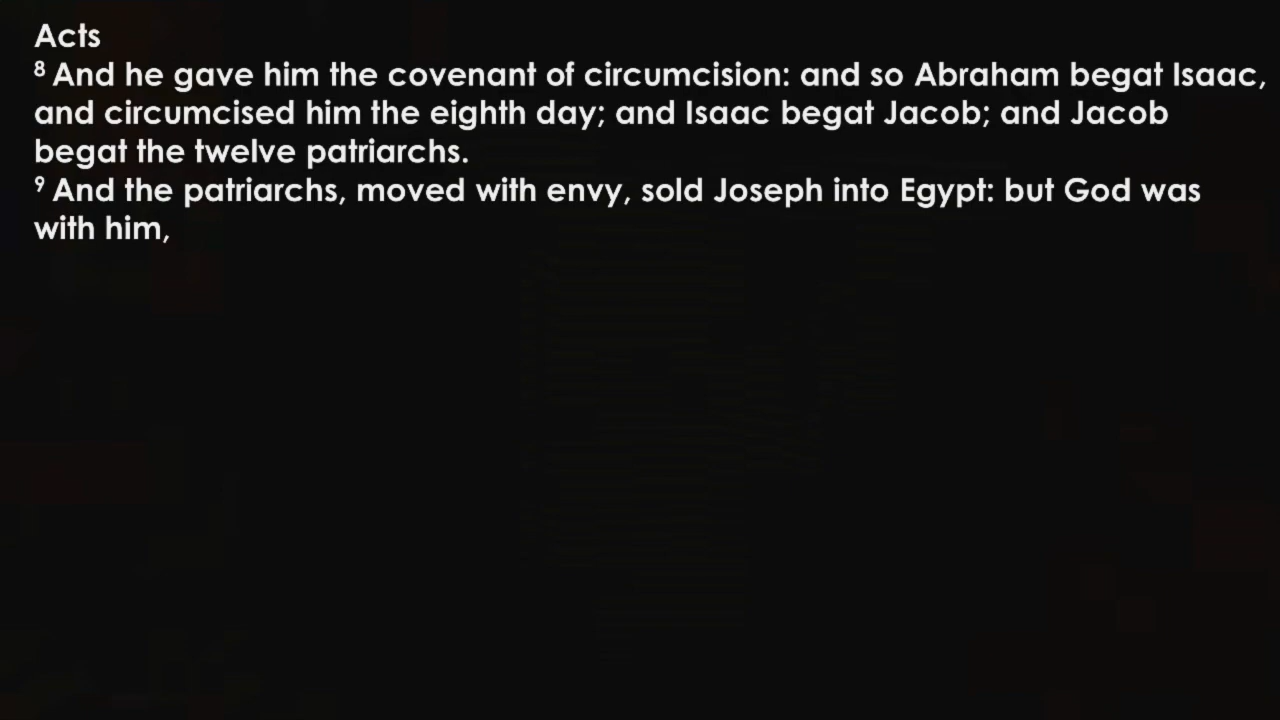 Acts
⁸ And he gave him the covenant of circumcision: and so Abraham begat Isaac,
and circumcised him the eighth day; and Isaac begat Jacob; and Jacob
begat the twelve patriarchs.
⁹ And the patriarchs, moved with envy, sold Joseph into Egypt: but God was
with him,